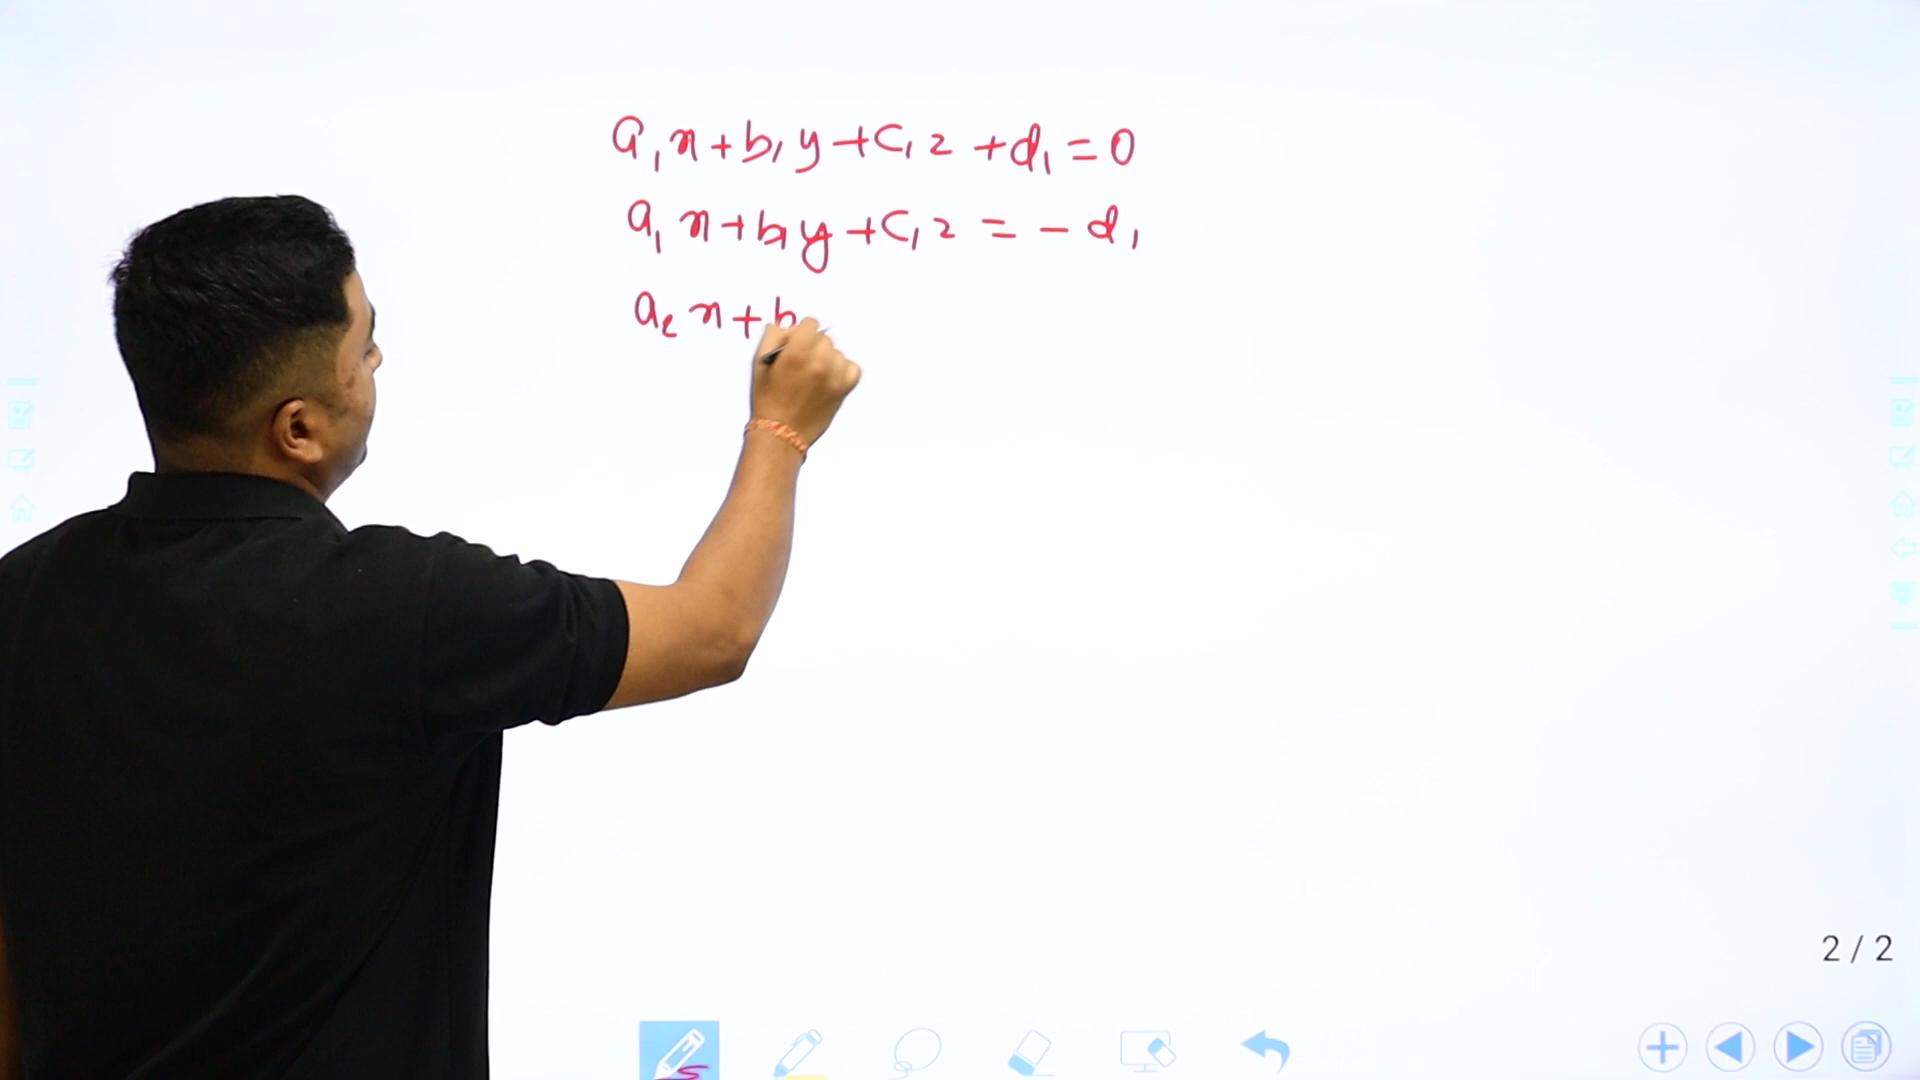 a₁x+b₁y+c₁z+d₁=0
a₁x+b₁y+c₁z = -d₁
a₂x+b
2/2